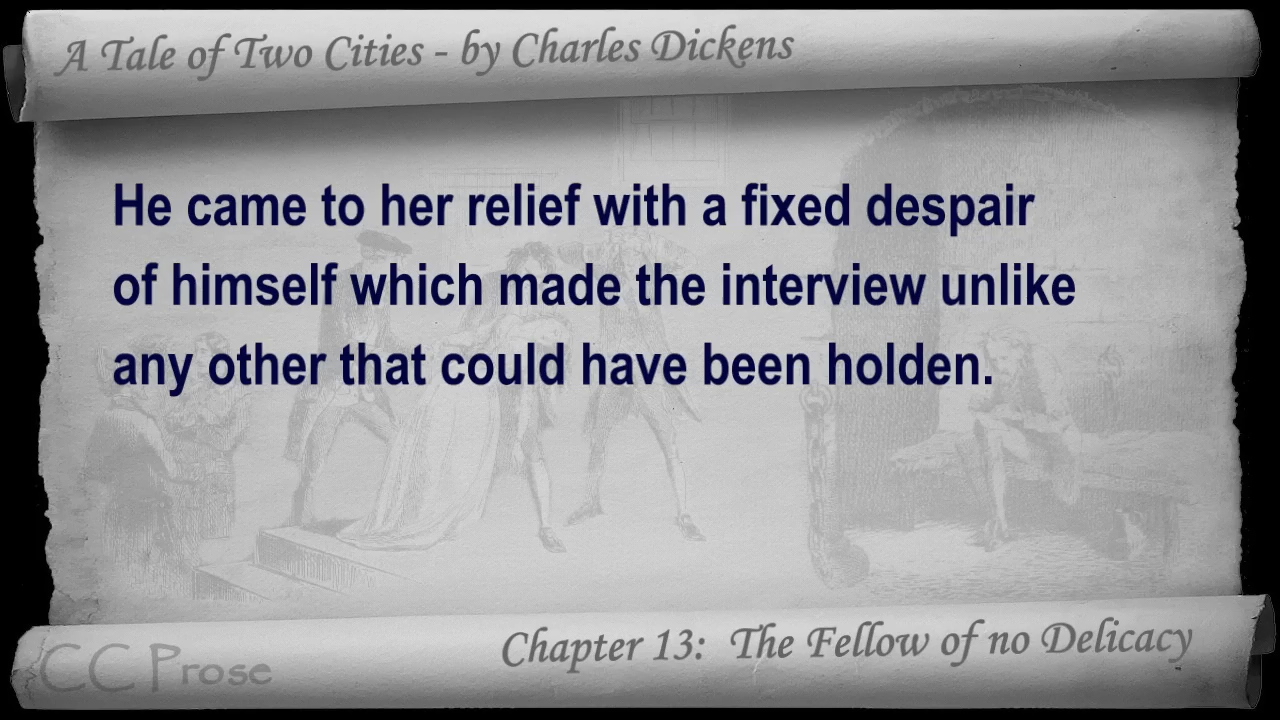 A Tale of Two Cities - by Charles Dickens
He came to her relief with a fixed despair
of himself which made the interview unlike
any other that could have been holden.
Chapter 13: The Fellow of no Delicacy
CC Prose